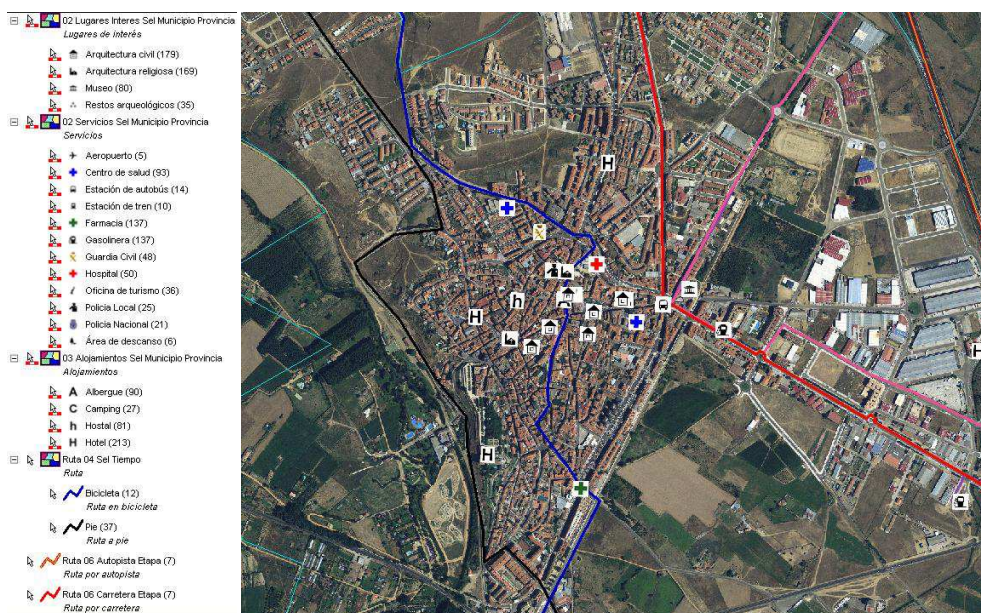 02 Lugares Interes Sel Municipio Provincia
Lugares de interés
Arquitectura civil (179)
Arquitectura religiosa (169)
Museo (80)
Restos arqueológicos (35)
02 Servicios Sel Municipio Provincia
Servicios
Aeropuerto (5)
Centro de salud (93)
Estación de autobús (14)
Estación de tren (10)
Farmacia (137)
Gasolinera (137)
Guardia Civil (48)
Hospital (50)
Oficina de turismo (36)
Policia Local (25)
Policia Nacional (21)
Área de descanso (6)
03 Alojamientos Sel Municipio Provincia
Alojamientos
A Albergue (90)
C Camping (27)
h Hostal (81)
H Hotel (213)
Ruta 04 Sel Tiempo
Ruta
Bicicleta (12)
Ruta en bicicleta
Pie (37)
Ruta a pie
Ruta 06 Autopista Etapa (7)
Ruta por autopista
Ruta 06 Carretera Etapa (7)
Ruta por carretera
H
h
H
H
H